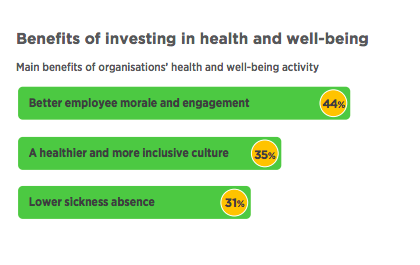 Benefits of investing in health and well-being
Main benefits of organisations' health and well-being activity
Better employee morale and engagement 44%
A healthier and more inclusive culture 35%
Lower sickness absence 31%